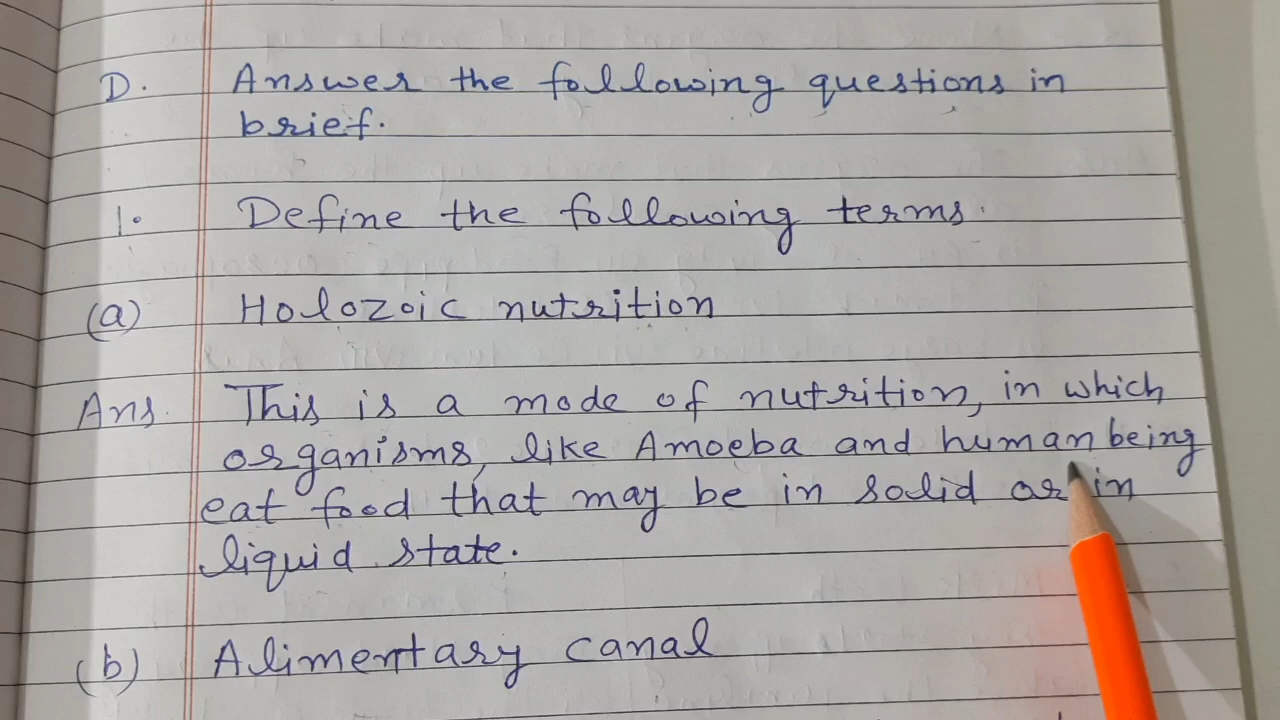 D. Answer the following questions in
brief.
1. Define the following terms.
(a) Holozoic nutrition
Ans. This is a mode of nutrition, in which
organisms, like Amoeba and human being
eat food that may be in solid or in
liquid state.
(b) Alimentary canal